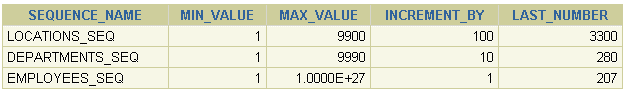 SEQUENCE_NAME MIN_VALUE MAX_VALUE INCREMENT_BY LAST_NUMBER
LOCATIONS_SEQ 1 9900 100 3300
DEPARTMENTS_SEQ 1 9990 10 280
EMPLOYEES_SEQ 1 1.0000E+27 1 207